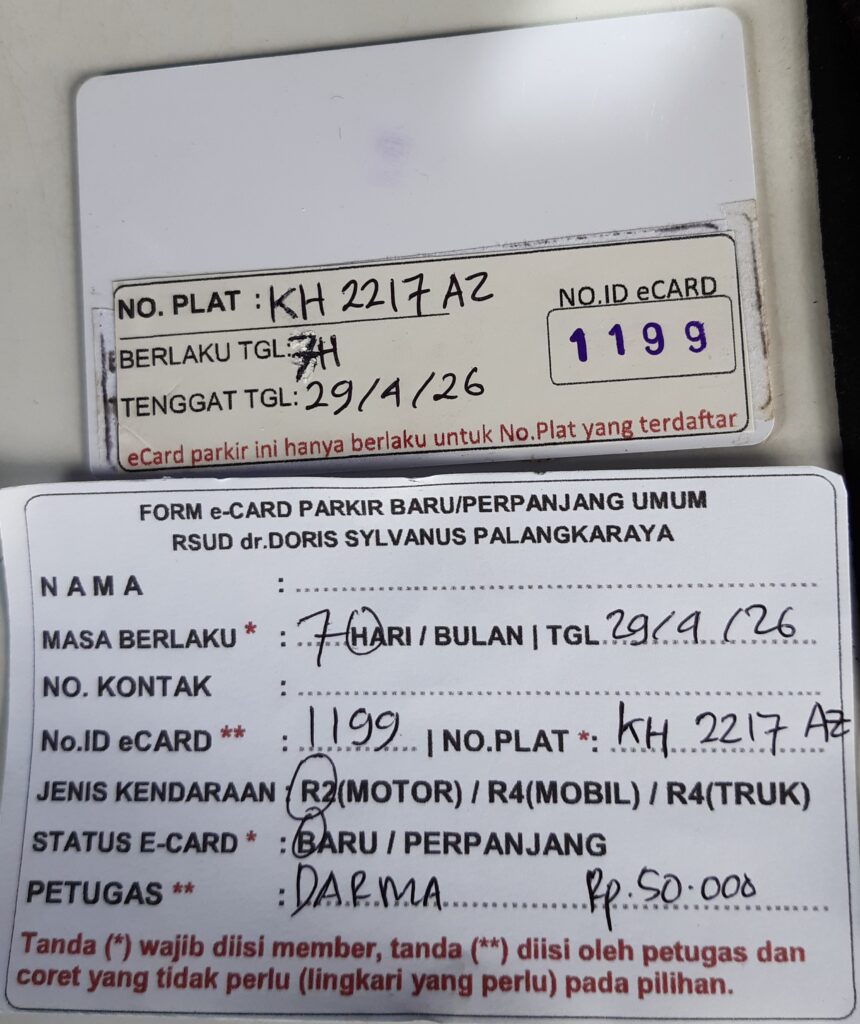 NO. PLAT : KH 2217 AZ
NO.ID eCARD
1199
BERLAKU TGL: 7H
TENGGAT TGL: 29/4/26
eCard parkir ini hanya berlaku untuk No.Plat yang terdaftar
FORM e-CARD PARKIR BARU/PERPANJANG UMUM
RSUD dr.DORIS SYLVANUS PALANGKARAYA
NAMA :
MASA BERLAKU * : 7 HARI / BULAN | TGL 29/4/26
NO. KONTAK :
No.ID eCARD ** : 1199 | NO.PLAT *: KH 2217 AZ
JENIS KENDARAAN : R2(MOTOR) / R4(MOBIL) / R4(TRUK)
STATUS E-CARD * : BARU / PERPANJANG
PETUGAS ** : DARMA Rp.50.000
Tanda (*) wajib diisi member, tanda (**) diisi oleh petugas dan
coret yang tidak perlu (lingkari yang perlu) pada pilihan.